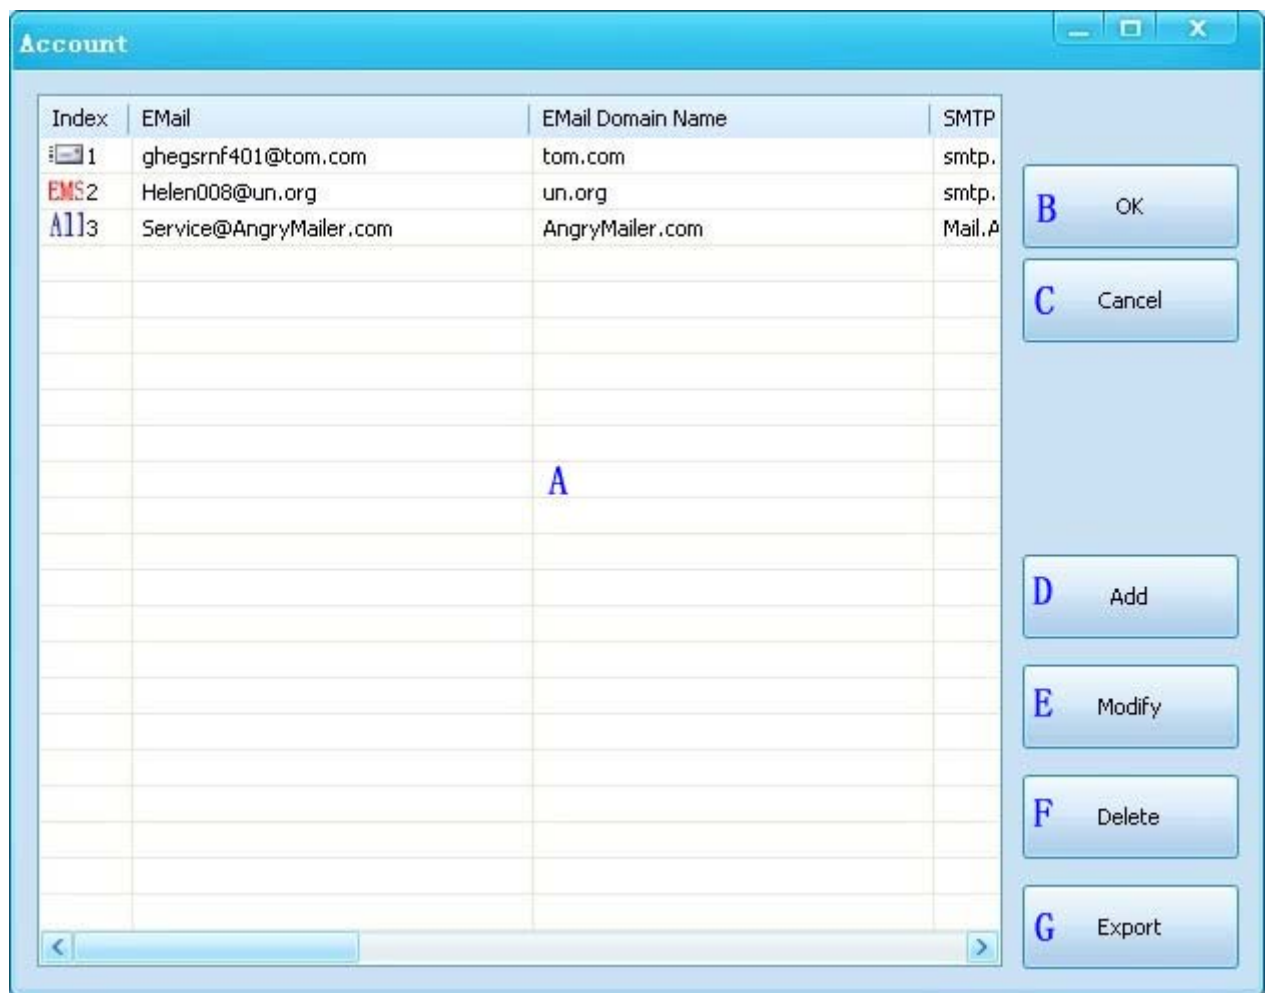 Account
Index EMail EMail Domain Name SMTP
1 ghegsrnf401@tom.com tom.com smtp.
EMS2 Helen008@un.org un.org smtp.
All3 Service@AngryMailer.com AngryMailer.com Mail.A
B OK
C Cancel
A
D Add
E Modify
F Delete
G Export